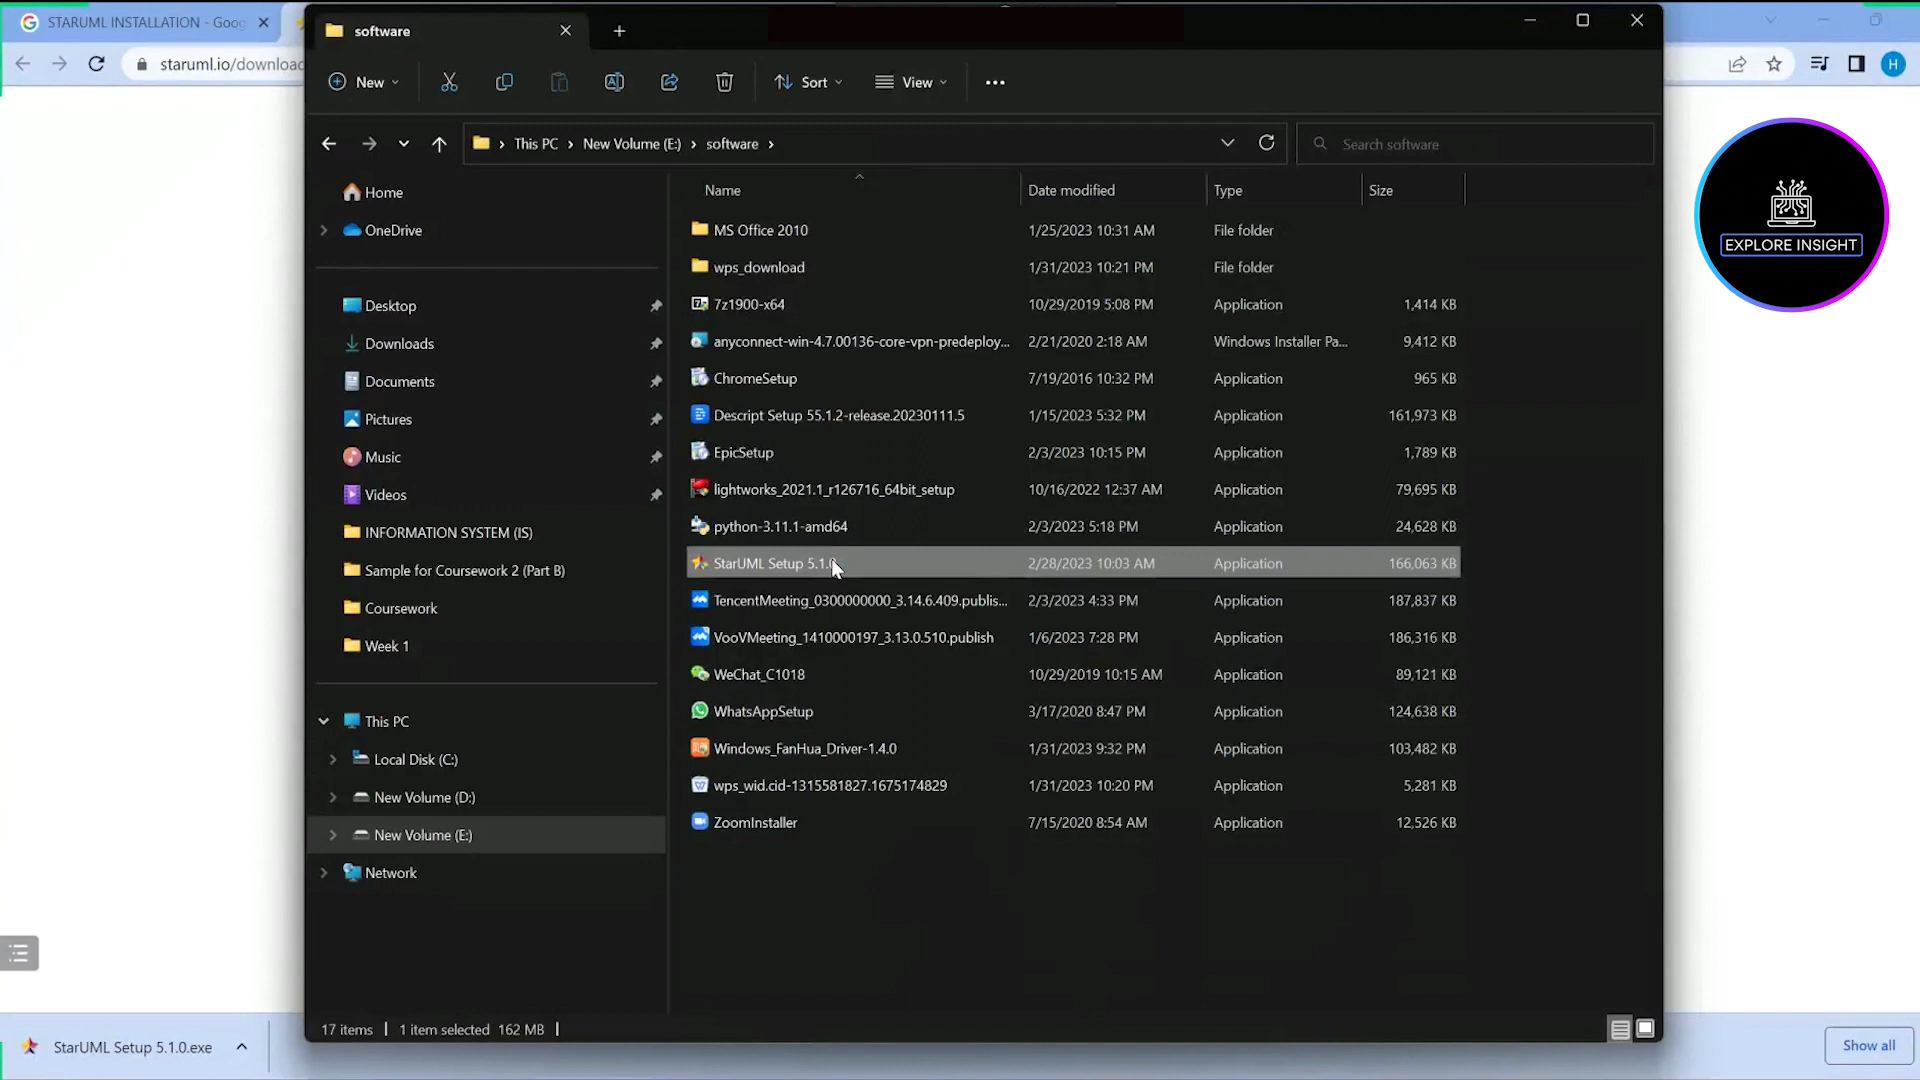 STARUML INSTALLATION - Goog
staruml.io/download
H
software
New
Sort
View
This PC
New Volume (E:)
software
Search software
EXPLORE INSIGHT
Home
OneDrive
Desktop
Downloads
Documents
Pictures
Music
Videos
INFORMATION SYSTEM (IS)
Sample for Coursework 2 (Part B)
Coursework
Week 1
This PC
Local Disk (C:)
New Volume (D:)
New Volume (E:)
Network
Name Date modified Type Size
MS Office 2010 1/25/2023 10:31 AM File folder
wps_download 1/31/2023 10:21 PM File folder
7z1900-x64 10/29/2019 5:08 PM Application 1,414 KB
anyconnect-win-4.7.00136-core-vpn-predeploy... 2/21/2020 2:18 AM Windows Installer Pa... 9,412 KB
ChromeSetup 7/19/2016 10:32 PM Application 965 KB
Descript Setup 55.1.2-release.20230111.5 1/15/2023 5:32 PM Application 161,973 KB
EpicSetup 2/3/2023 10:15 PM Application 1,789 KB
lightworks_2021.1_r126716_64bit_setup 10/16/2022 12:37 AM Application 79,695 KB
python-3.11.1-amd64 2/3/2023 5:18 PM Application 24,628 KB
StarUML Setup 5.1.0 2/28/2023 10:03 AM Application 166,063 KB
TencentMeeting_0300000000_3.14.6.409.publis... 2/3/2023 4:33 PM Application 187,837 KB
VooVMeeting_1410000197_3.13.0.510.publish 1/6/2023 7:28 PM Application 186,316 KB
WeChat_C1018 10/29/2019 10:15 AM Application 89,121 KB
WhatsAppSetup 3/17/2020 8:47 PM Application 124,638 KB
Windows_FanHua_Driver-1.4.0 1/31/2023 9:32 PM Application 103,482 KB
wps_wid.cid-1315581827.1675174829 1/31/2023 10:20 PM Application 5,281 KB
ZoomInstaller 7/15/2020 8:54 AM Application 12,526 KB
17 items 1 item selected 162 MB
StarUML Setup 5.1.0.exe
Show all